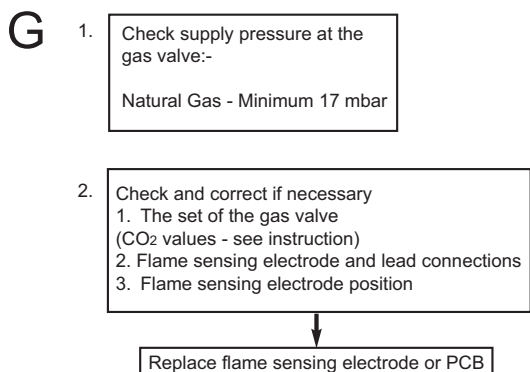 G
1.
Check supply pressure at the
gas valve:-
Natural Gas - Minimum 17 mbar
2.
Check and correct if necessary
1. The set of the gas valve
(CO2 values - see instruction)
2. Flame sensing electrode and lead connections
3. Flame sensing electrode position
Replace flame sensing electrode or PCB